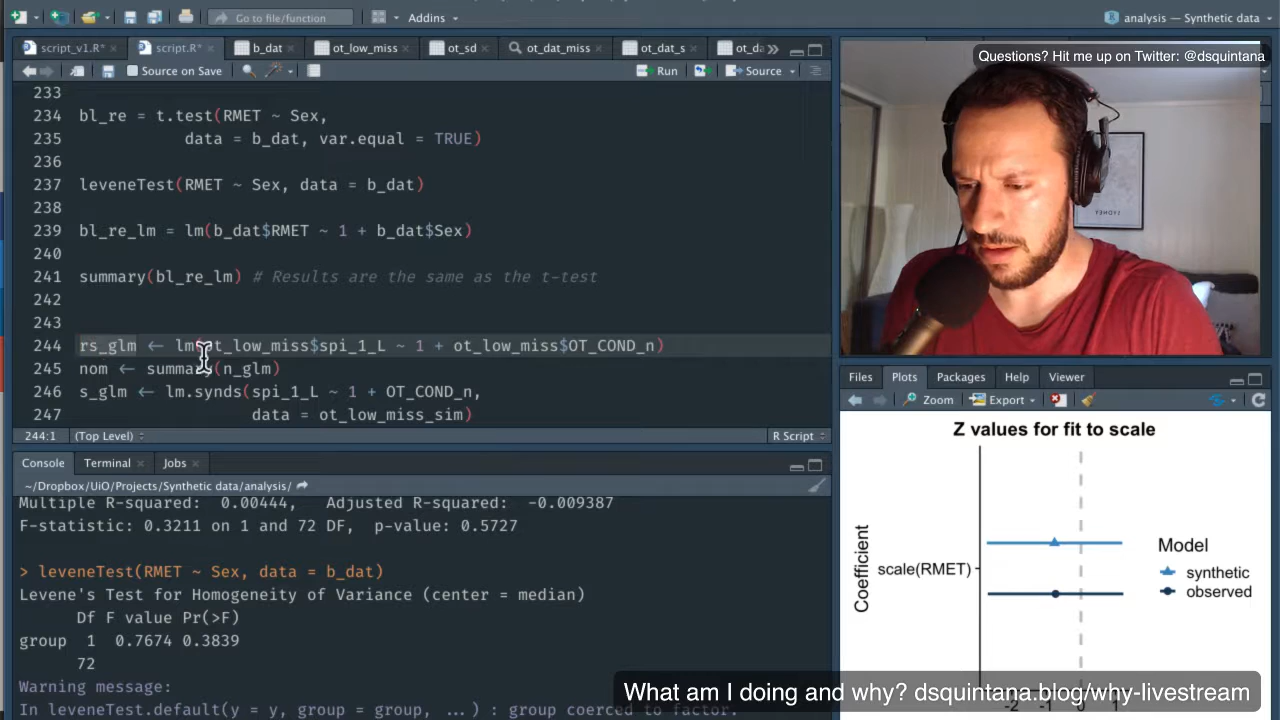 Go to file/function
Addins
analysis — Synthetic data
Questions? Hit me up on Twitter: @dsquintana
script_v1.R*
script.R*
b_dat
ot_low_miss
ot_sd
ot_dat_miss
ot_dat_s
ot_da
Source on Save
Run
Source
233
234 bl_re = t.test(RMET ~ Sex,
235 data = b_dat, var.equal = TRUE)
236
237 leveneTest(RMET ~ Sex, data = b_dat)
238
239 bl_re_lm = lm(b_dat$RMET ~ 1 + b_dat$Sex)
240
241 summary(bl_re_lm) # Results are the same as the t-test
242
243
244 rs_glm <- lm(ot_low_miss$spi_1_L ~ 1 + ot_low_miss$OT_COND_n)
245 nom <- summary(n_glm)
246 s_glm <- lm.synds(spi_1_L ~ 1 + OT_COND_n,
247 data = ot_low_miss_sim)
244:1 (Top Level)
R Script
Console
Terminal
Jobs
~/Dropbox/UiO/Projects/Synthetic data/analysis/
Multiple R-squared: 0.00444, Adjusted R-squared: -0.009387
F-statistic: 0.3211 on 1 and 72 DF, p-value: 0.5727
> leveneTest(RMET ~ Sex, data = b_dat)
Levene's Test for Homogeneity of Variance (center = median)
Df F value Pr(>F)
group 1 0.7674 0.3839
72
Warning message:
In leveneTest.default(y = y, group = group, ...) : group coerced to factor.
SYDNEY
Files
Plots
Packages
Help
Viewer
Zoom
Export
Z values for fit to scale
Coefficient
scale(RMET)
Model
synthetic
observed
-2 -1 0 1
What am I doing and why? dsquintana.blog/why-livestream